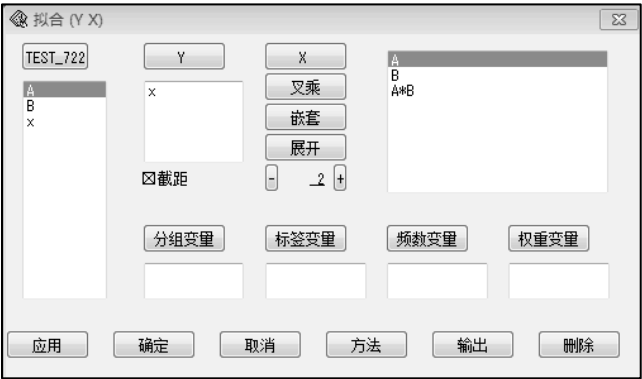 拟合 (Y X)
TEST_722
A
B
x
Y
x
☒截距
X
叉乘
嵌套
展开
- _2 +
A
B
A*B
分组变量
标签变量
频数变量
权重变量
应用
确定
取消
方法
输出
删除